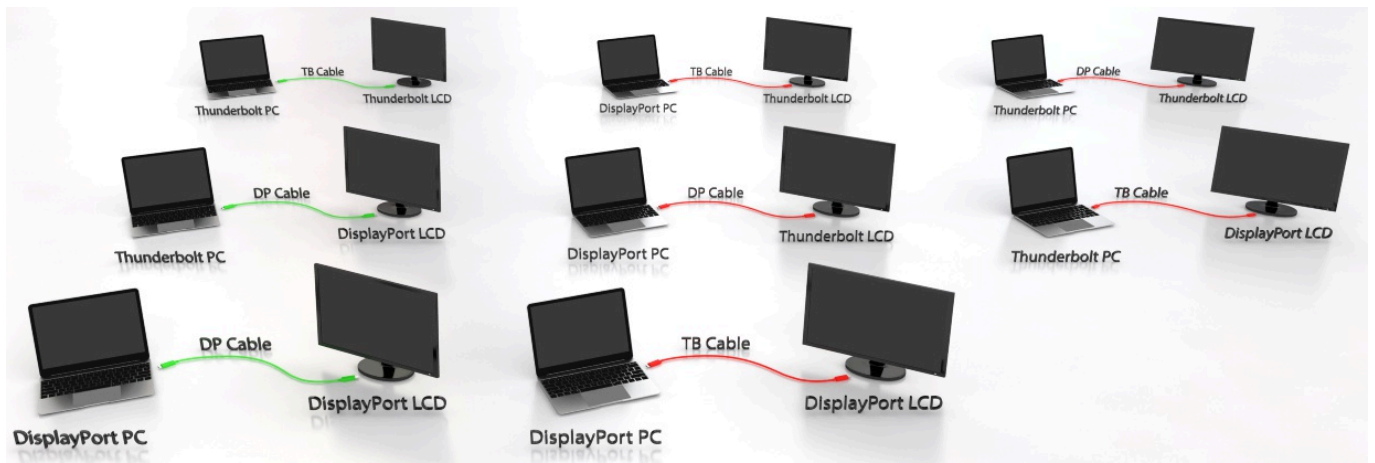 TB Cable
Thunderbolt LCD
Thunderbolt PC
TB Cable
Thunderbolt LCD
DisplayPort PC
DP Cable
Thunderbolt LCD
Thunderbolt PC
DP Cable
DisplayPort LCD
Thunderbolt PC
DP Cable
Thunderbolt LCD
DisplayPort PC
TB Cable
DisplayPort LCD
Thunderbolt PC
DP Cable
DisplayPort LCD
DisplayPort PC
TB Cable
DisplayPort LCD
DisplayPort PC